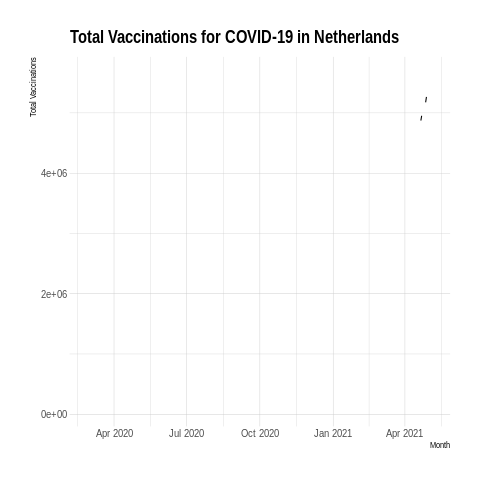 Total Vaccinations for COVID-19 in Netherlands
Total Vaccinations
4e+06
2e+06
0e+00
Apr 2020 Jul 2020 Oct 2020 Jan 2021 Apr 2021
Month